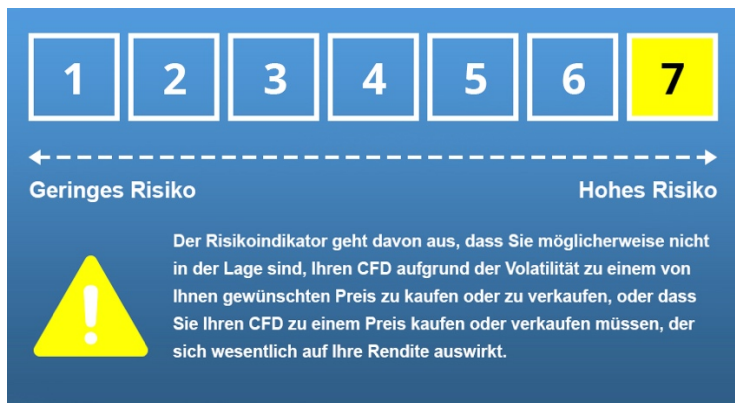 1 2 3 4 5 6 7
Geringes Risiko Hohes Risiko
Der Risikoindikator geht davon aus, dass Sie möglicherweise nicht
in der Lage sind, Ihren CFD aufgrund der Volatilität zu einem von
Ihnen gewünschten Preis zu kaufen oder zu verkaufen, oder dass
Sie Ihren CFD zu einem Preis kaufen oder verkaufen müssen, der
sich wesentlich auf Ihre Rendite auswirkt.
!